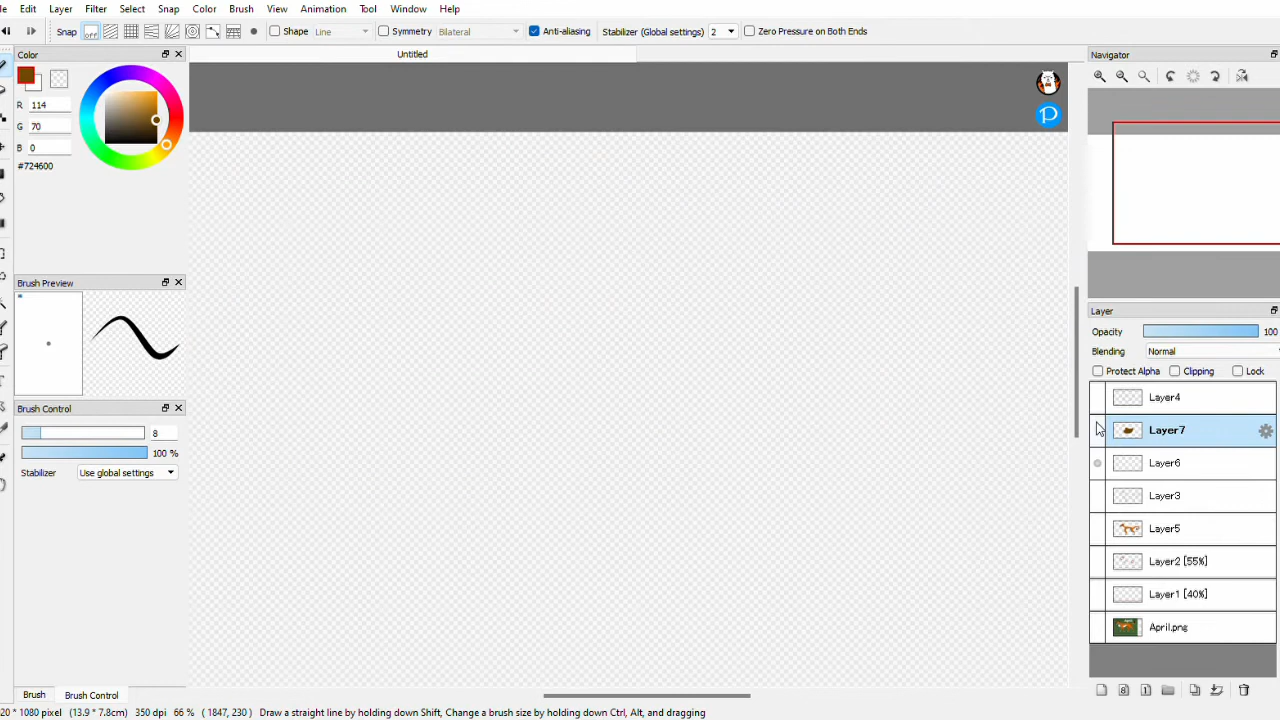 le Edit Layer Filter Select Snap Color Brush View Animation Tool Window Help
Snap OFF Shape Line Symmetry Bilateral Anti-aliasing Stabilizer (Global settings) 2 Zero Pressure on Both Ends
Color
Untitled
Navigator
R 114
G 70
B 0
#724600
Brush Preview
Layer
Opacity 100
Blending Normal
Protect Alpha Clipping Lock
Layer4
Brush Control
Layer7
8
100 %
Layer6
Stabilizer Use global settings
Layer3
Layer5
Layer2 [55%]
Layer1 [40%]
April.png
Brush Brush Control
20 * 1080 pixel (13.9 * 7.8cm) 350 dpi 66 % ( 1847, 230 ) Draw a straight line by holding down Shift, Change a brush size by holding down Ctrl, Alt, and dragging